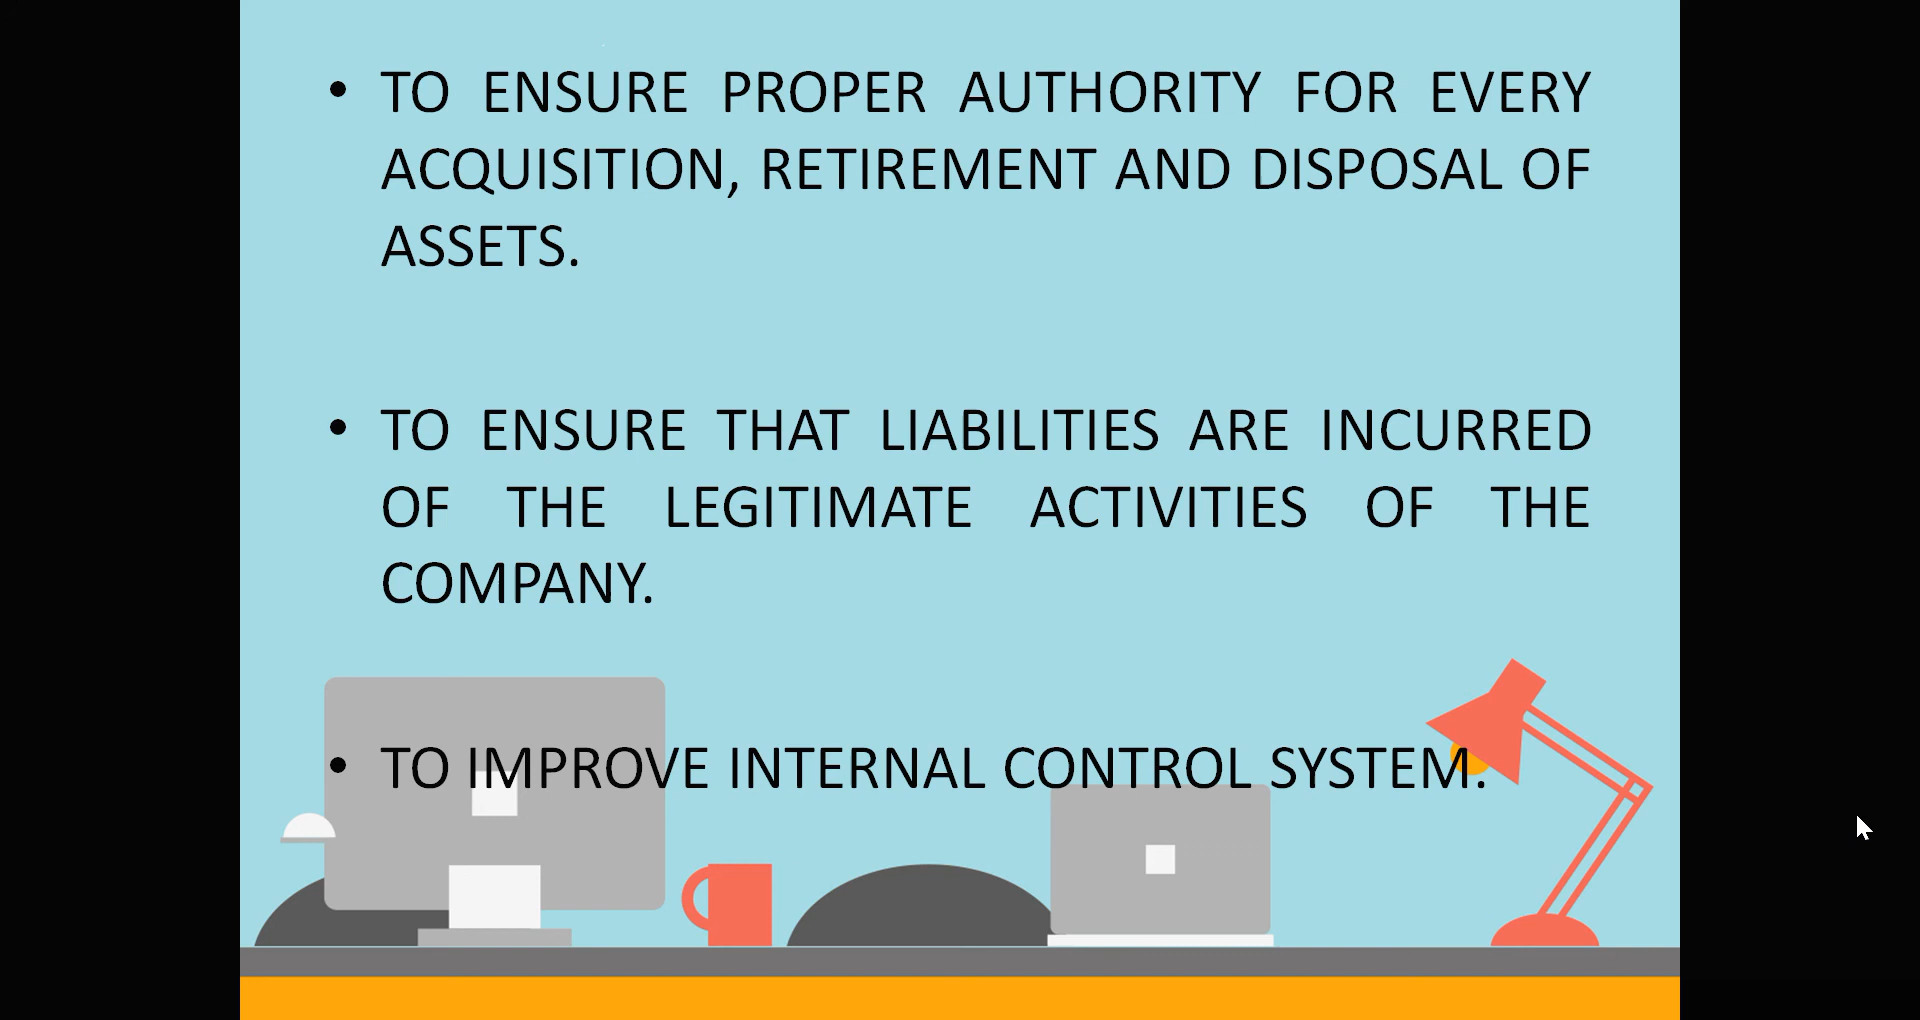 • TO ENSURE PROPER AUTHORITY FOR EVERY
ACQUISITION, RETIREMENT AND DISPOSAL OF
ASSETS.
• TO ENSURE THAT LIABILITIES ARE INCURRED
OF THE LEGITIMATE ACTIVITIES OF THE
COMPANY.
• TO IMPROVE INTERNAL CONTROL SYSTEM.